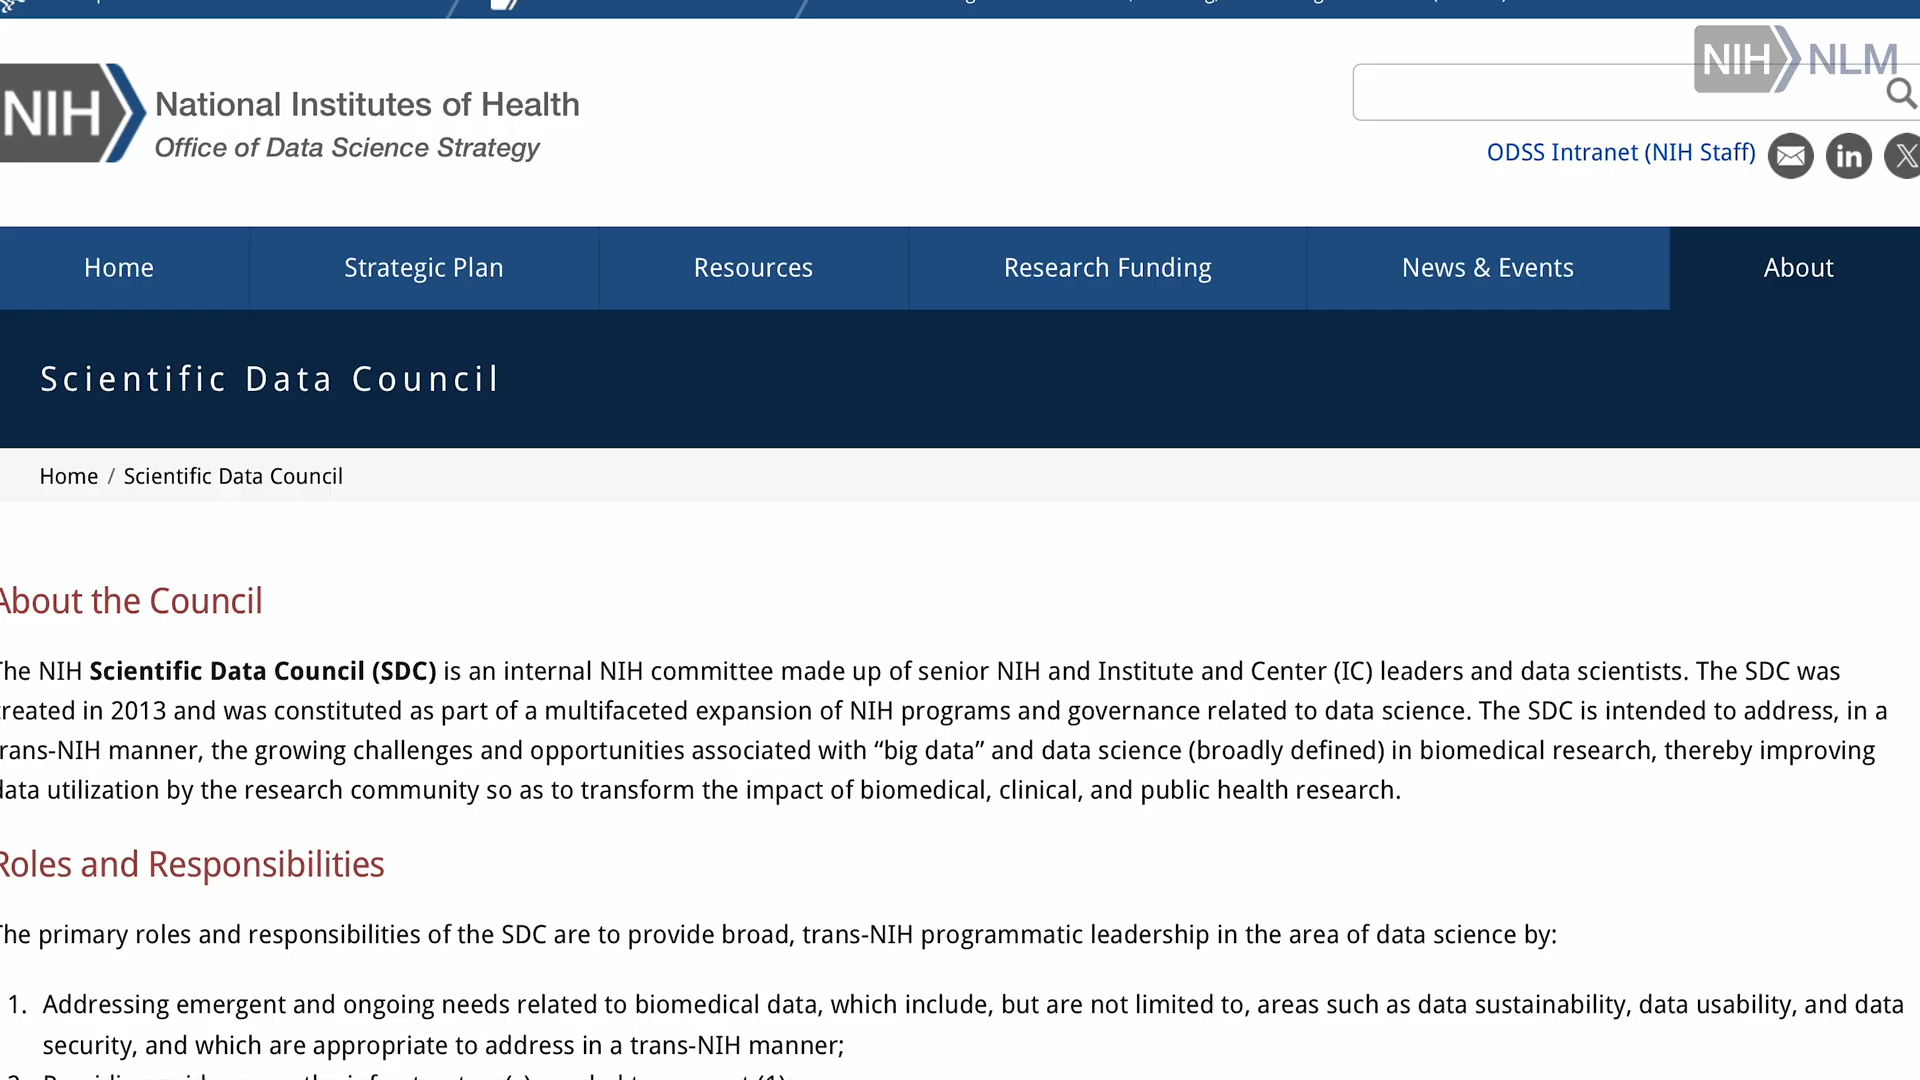 NIH NLM
NIH
National Institutes of Health
Office of Data Science Strategy
ODSS Intranet (NIH Staff)
Home
Strategic Plan
Resources
Research Funding
News & Events
About
Scientific Data Council
Home / Scientific Data Council
About the Council
The NIH Scientific Data Council (SDC) is an internal NIH committee made up of senior NIH and Institute and Center (IC) leaders and data scientists. The SDC was
created in 2013 and was constituted as part of a multifaceted expansion of NIH programs and governance related to data science. The SDC is intended to address, in a
trans-NIH manner, the growing challenges and opportunities associated with “big data” and data science (broadly defined) in biomedical research, thereby improving
data utilization by the research community so as to transform the impact of biomedical, clinical, and public health research.
Roles and Responsibilities
The primary roles and responsibilities of the SDC are to provide broad, trans-NIH programmatic leadership in the area of data science by:
1. Addressing emergent and ongoing needs related to biomedical data, which include, but are not limited to, areas such as data sustainability, data usability, and data
security, and which are appropriate to address in a trans-NIH manner;